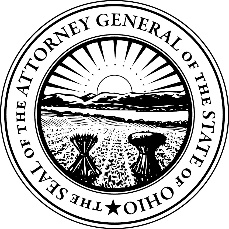 THE SEAL OF THE ATTORNEY GENERAL OF THE STATE OF OHIO